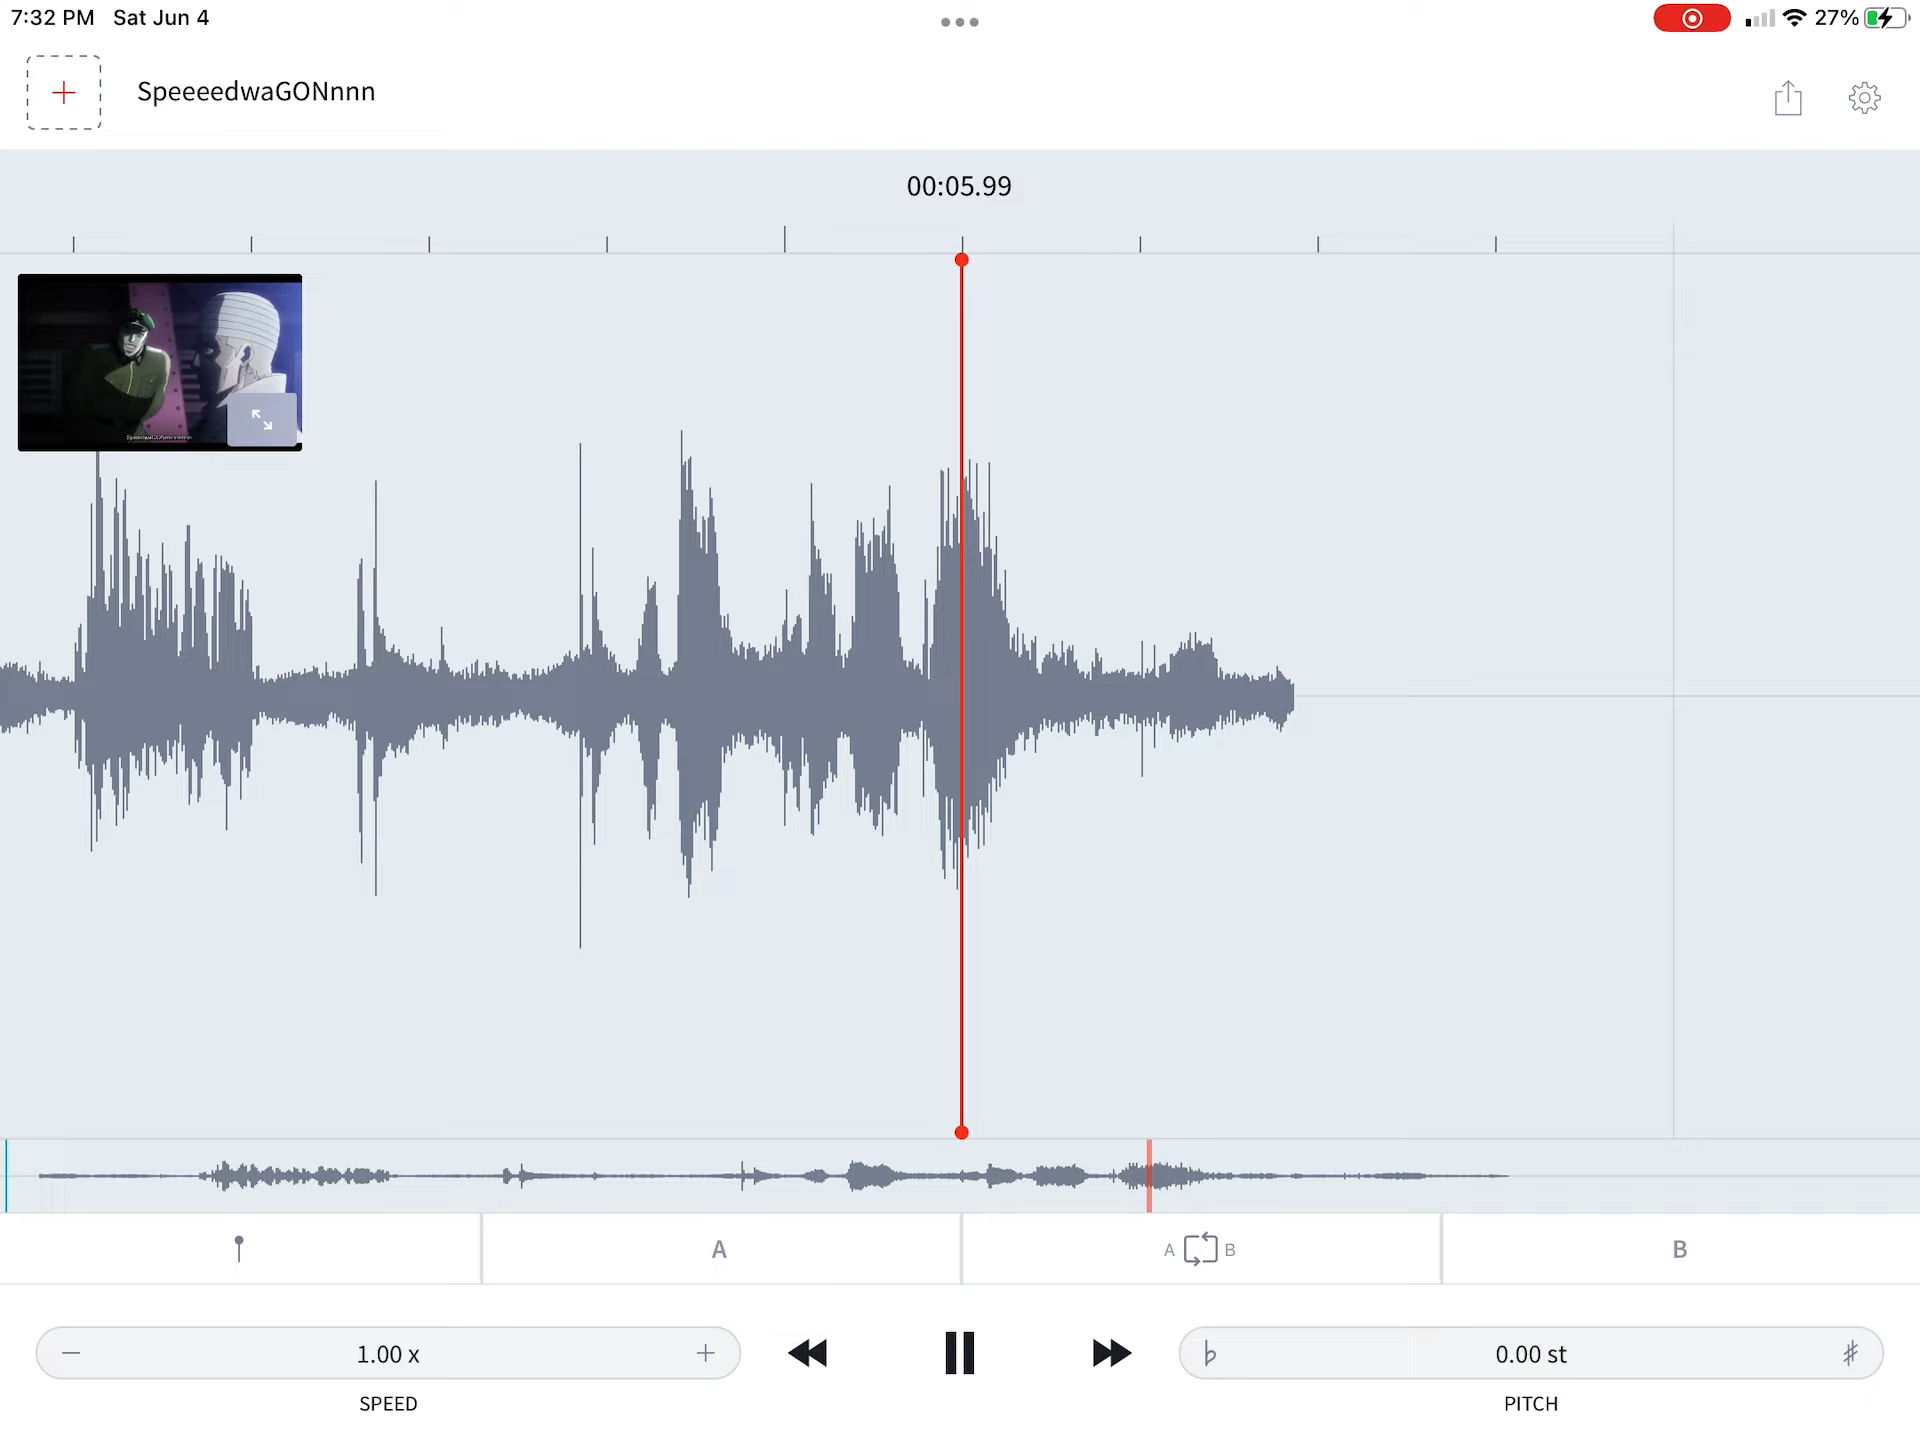 7:32 PM Sat Jun 4
27%
SpeeeedwaGONnnn
00:05.99
A
A B
B
1.00 x
0.00 st
SPEED
PITCH